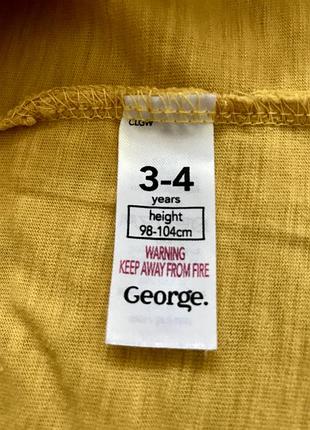 CLGW
3-4
years
height
98-104cm
WARNING
KEEP AWAY FROM FIRE
George.